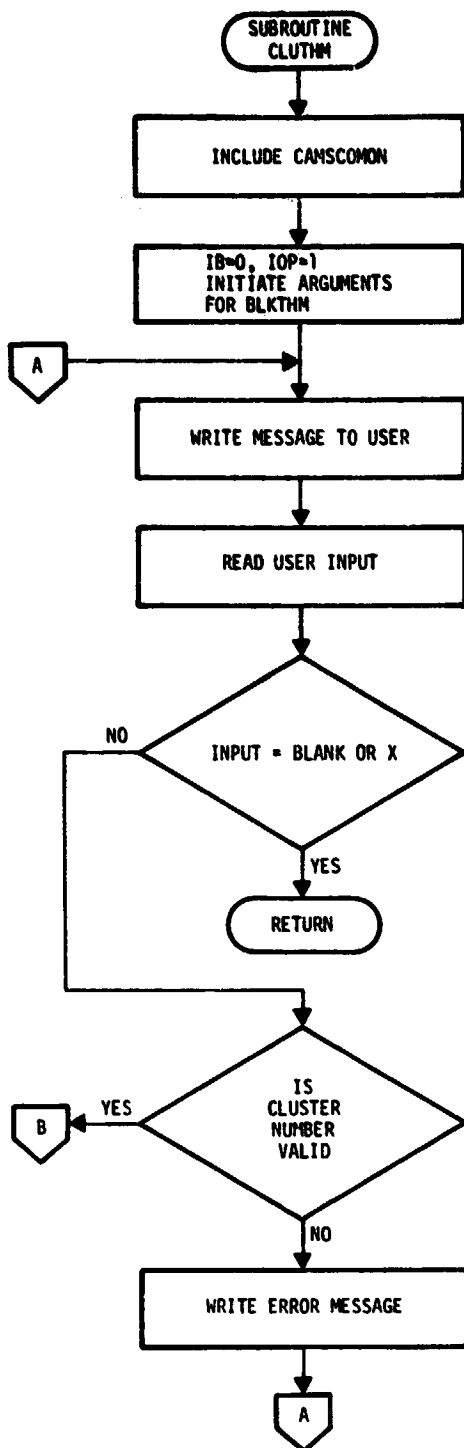 SUBROUTINE
CLUTHM
INCLUDE CAMSCOMON
IB=0, IOP=1
INITIATE ARGUMENTS
FOR BLKTHM
A
WRITE MESSAGE TO USER
READ USER INPUT
NO
INPUT = BLANK OR X
YES
RETURN
IS
CLUSTER
NUMBER
VALID
YES
B
NO
WRITE ERROR MESSAGE
A